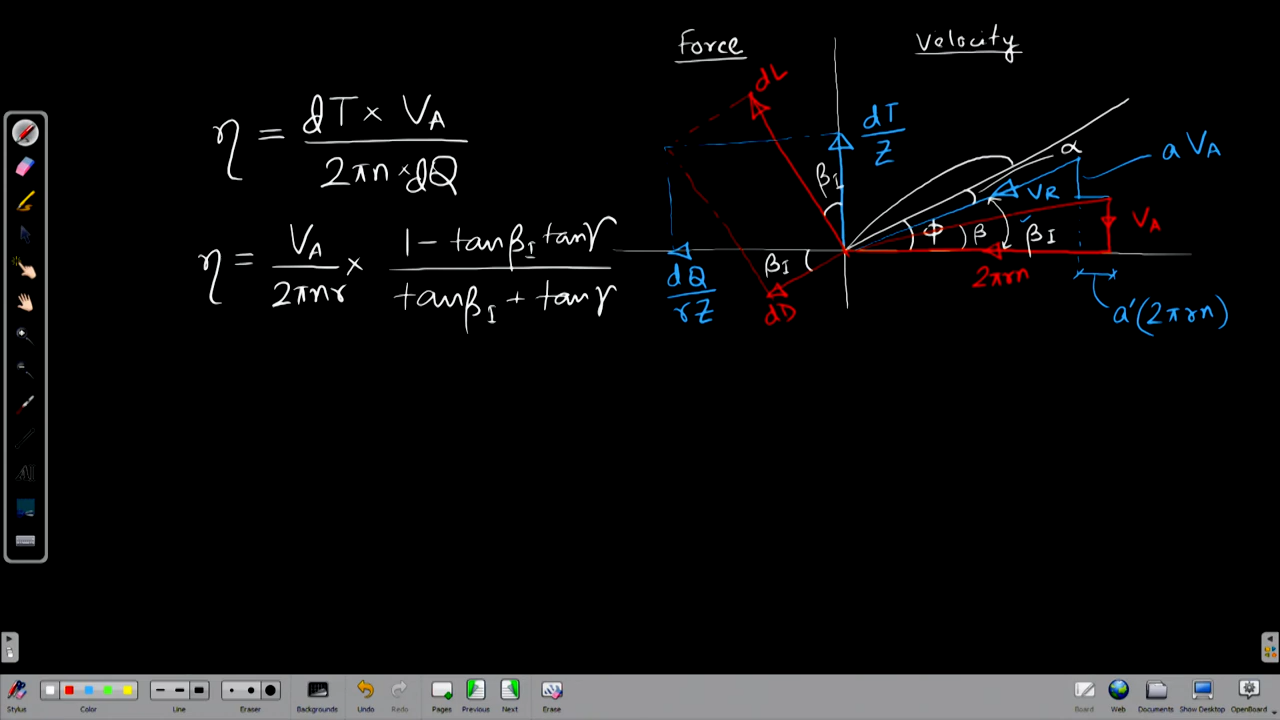 Force
Velocity
η = dT × V_A / 2πn × dQ
η = V_A / 2πnr × 1 - tanβ_I tanγ / tanβ_I + tanγ
dL
dT/Z
β_I
α
a V_A
V_R
V_A
ϕ
β
β_I
2πrn
β_I
dQ/rZ
dD
a'(2πrn)
Stylus
Color
Line
Eraser
Backgrounds
Undo
Redo
Pages
Previous
Next
Erase
Board
Web
Documents
Show Desktop
OpenBoard